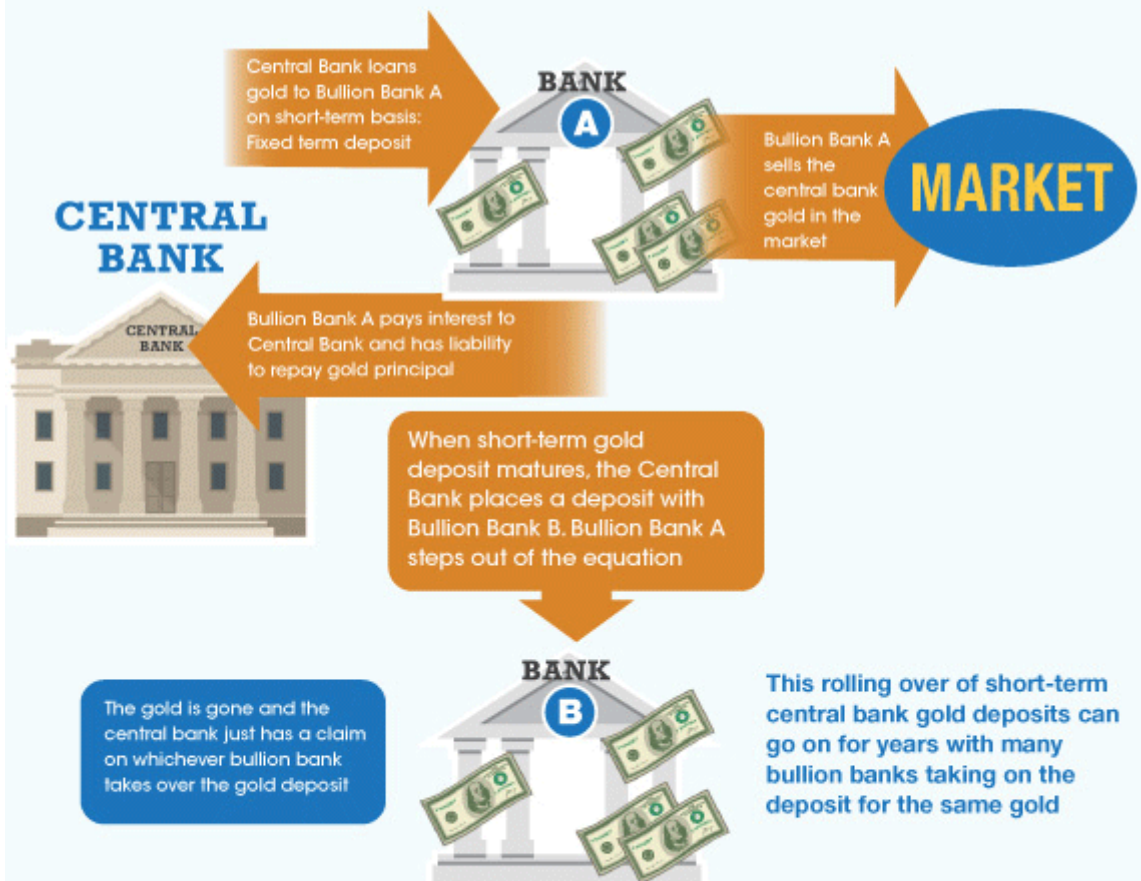 Central Bank loans
gold to Bullion Bank A
on short-term basis:
Fixed term deposit
BANK
A
Bullion Bank A
sells the
central bank
gold in the
market
MARKET
CENTRAL
BANK
CENTRAL
BANK
Bullion Bank A pays interest to
Central Bank and has liability
to repay gold principal
When short-term gold
deposit matures, the Central
Bank places a deposit with
Bullion Bank B. Bullion Bank A
steps out of the equation
BANK
B
The gold is gone and the
central bank just has a claim
on whichever bullion bank
takes over the gold deposit
This rolling over of short-term
central bank gold deposits can
go on for years with many
bullion banks taking on the
deposit for the same gold